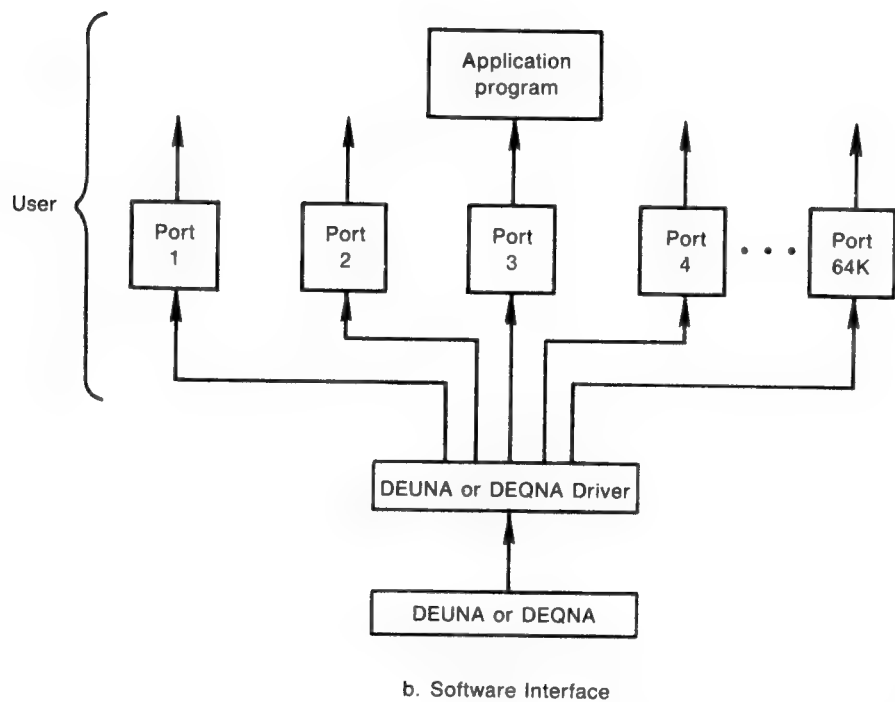 Application
program
User
Port
1
Port
2
Port
3
Port
4
• • •
Port
64K
DEUNA or DEQNA Driver
DEUNA or DEQNA
b. Software Interface